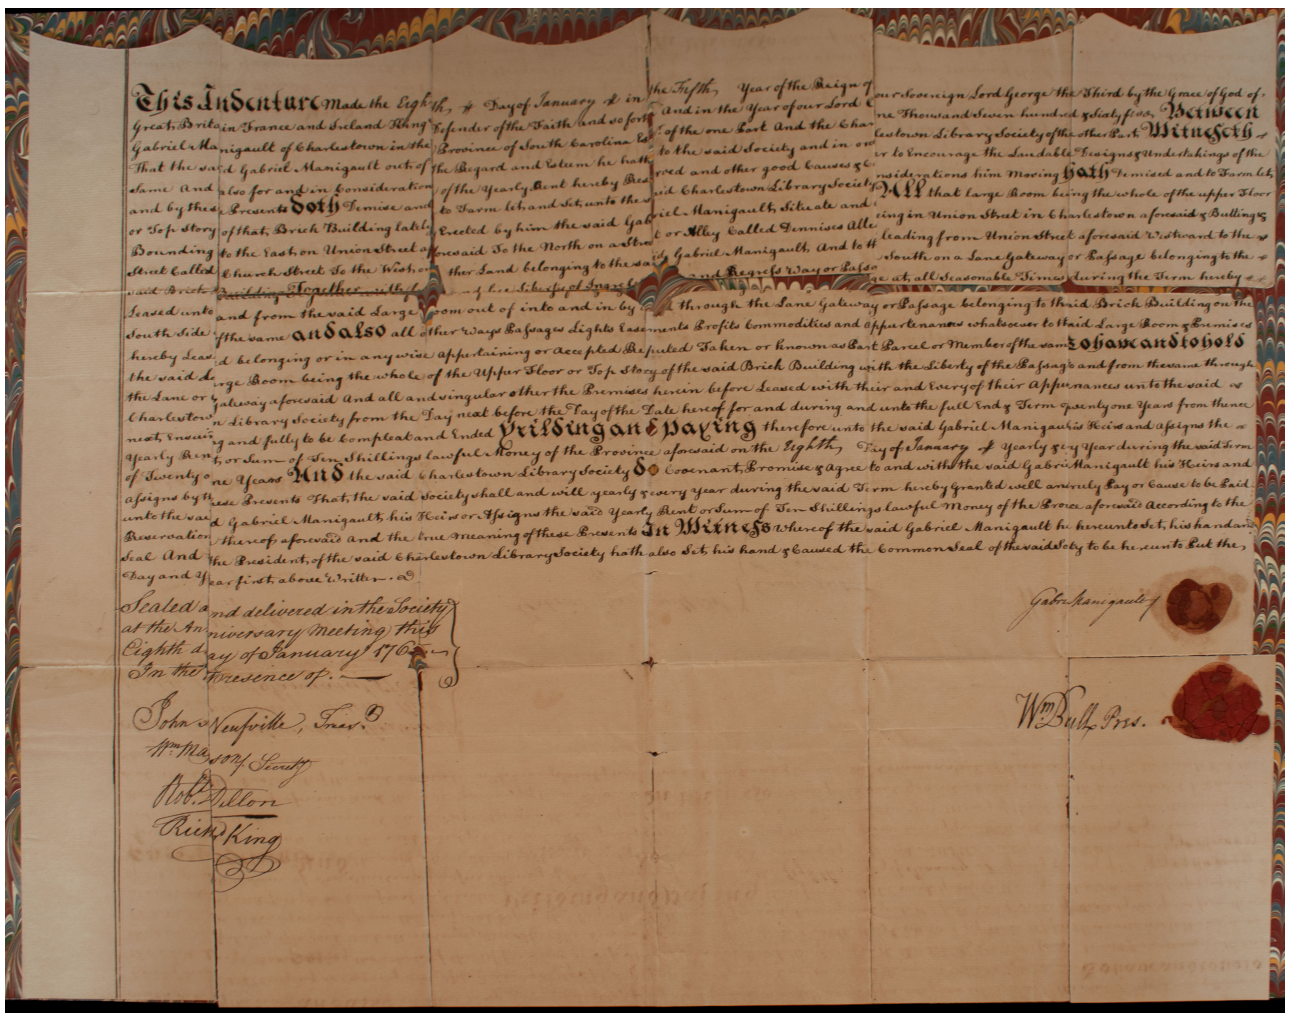 This Indenture Made the Eighth Day of January in the Fifth Year of the Reign of our Sovereign Lord George the Third by the Grace of God of
Great Britain France and Ireland King Defender of the Faith and so forth And in the Year of our Lord One Thousand Seven hundred & Sixty five, Between
Gabriel Manigault of Charlestown in the Province of South Carolina of the one Part And the Charlestown Library Society of the other Part Witnesseth
That the said Gabriel Manigault out of the Regard and Esteem he hath to the said Society and in order to Encourage the Laudable Designs & Undertakings of the
Same And also for and in Consideration of the Yearly Rent hereby and other good Causes & Considerations him Moving hath Demised and to Farm let,
and by these Presents doth Demise and to Farm let, and Set, unto the said Charlestown Library Society All that large Room being the whole of the upper Floor
or Top Story of that, Brick Building lately Erected by him the said Gabriel Manigault, Situate and being in Union Street in Charlestown aforesaid & Butting &
Bounding to the East on Union Street aforesaid To the North on a Street or Alley Called Dennises Alley leading from Union Street aforesaid Westward to the
Street Called Church Street To the West on other Land belonging to the said Gabriel Manigault, And to the South on a Lane Gateway or Passage belonging to the
said Brick Building Together with and Regress Way or Passage at all Seasonable Times during the Term hereby
Leased unto and from the said Large Room out of into and in by through the Lane Gateway or Passage belonging to the said Brick Building on the
South Side and also all other Ways Passages Lights Easements Profits Commodities and Appurtenances whatsoever to the said Large Room & Premises
hereby Leased belonging or in any wise Appertaining or Accepted Reputed Taken or Known as Part Parcel or Member of the same to have and to hold
the said Large Room being the whole of the Upper Floor or Top Story of the said Brick Building with the Liberty of the Passage and from the same through
the Lane or Gateway aforesaid And all and singular other the Premises herein before Leased with their and Every of their Appurtenances unto the said
Charlestown Library Society from the Day next before the Day of the Date hereof for and during and unto the full End & Term of twenty one Years from thence
next, Ensuing and fully to be Compleat and Ended Yeilding and paying therefore unto the said Gabriel Manigault his Heirs and Assigns the
Yearly Rent, or Sum of Ten Shillings lawful Money of the Province aforesaid on the Eighth Day of January Yearly & every Year during the said Term
of Twenty one Years And the said Charlestown Library Society do Covenant, Promise & Agree to and with the said Gabriel Manigault his Heirs and
Assigns by these Presents That, the said Society shall and will yearly & every Year during the said Term hereby Granted well and truly Pay or Cause to be Paid
unto the said Gabriel Manigault, his Heirs or Assigns the said Yearly Rent or Sum of Ten Shillings lawful Money of the Province aforesaid According to the
Reservation thereof aforesaid And the true Meaning of these Presents In Witness whereof the said Gabriel Manigault he hereunto Set, his hand and
Seal And the President, of the said Charlestown Library Society hath also Set, his hand & Caused the Common Seal of the said Society to be hereunto Put the,
Day and Year first above Written.
Sealed and delivered in the Society
at the Anniversary Meeting this
Eighth day of January 1765
In the Presence of.
Gabrl Manigault
John Neufville, Treasr
Wm Mason Secrety
Robt Dillon
Richd King
Wm Bull Pres.